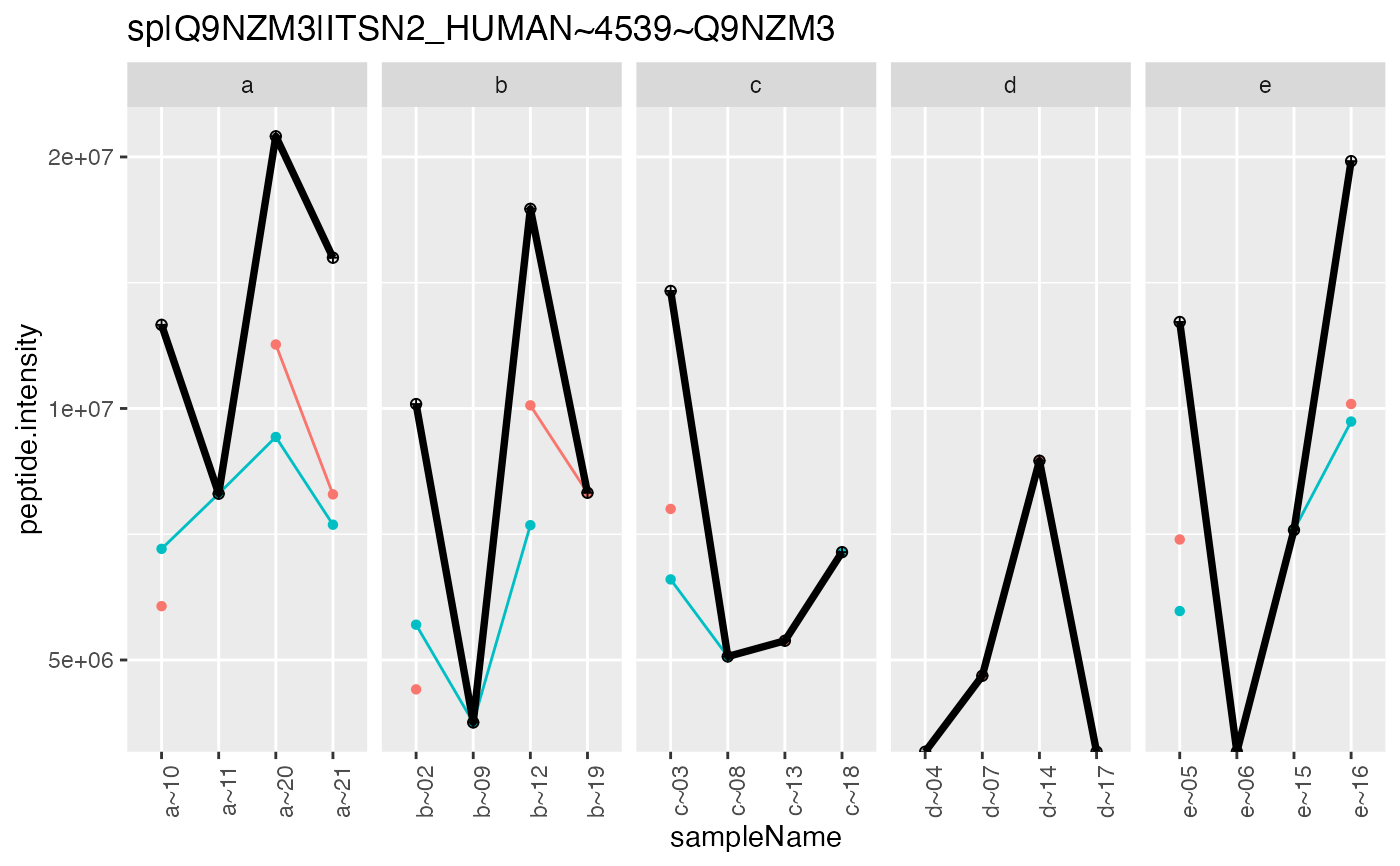 sp|Q9NZM3|ITSN2_HUMAN~4539~Q9NZM3
a b c d e
2e+07
1e+07
5e+06
peptide.intensity
a~10 a~11 a~20 a~21 b~02 b~09 b~12 b~19 c~03 c~08 c~13 c~18 d~04 d~07 d~14 d~17 e~05 e~06 e~15 e~16
sampleName